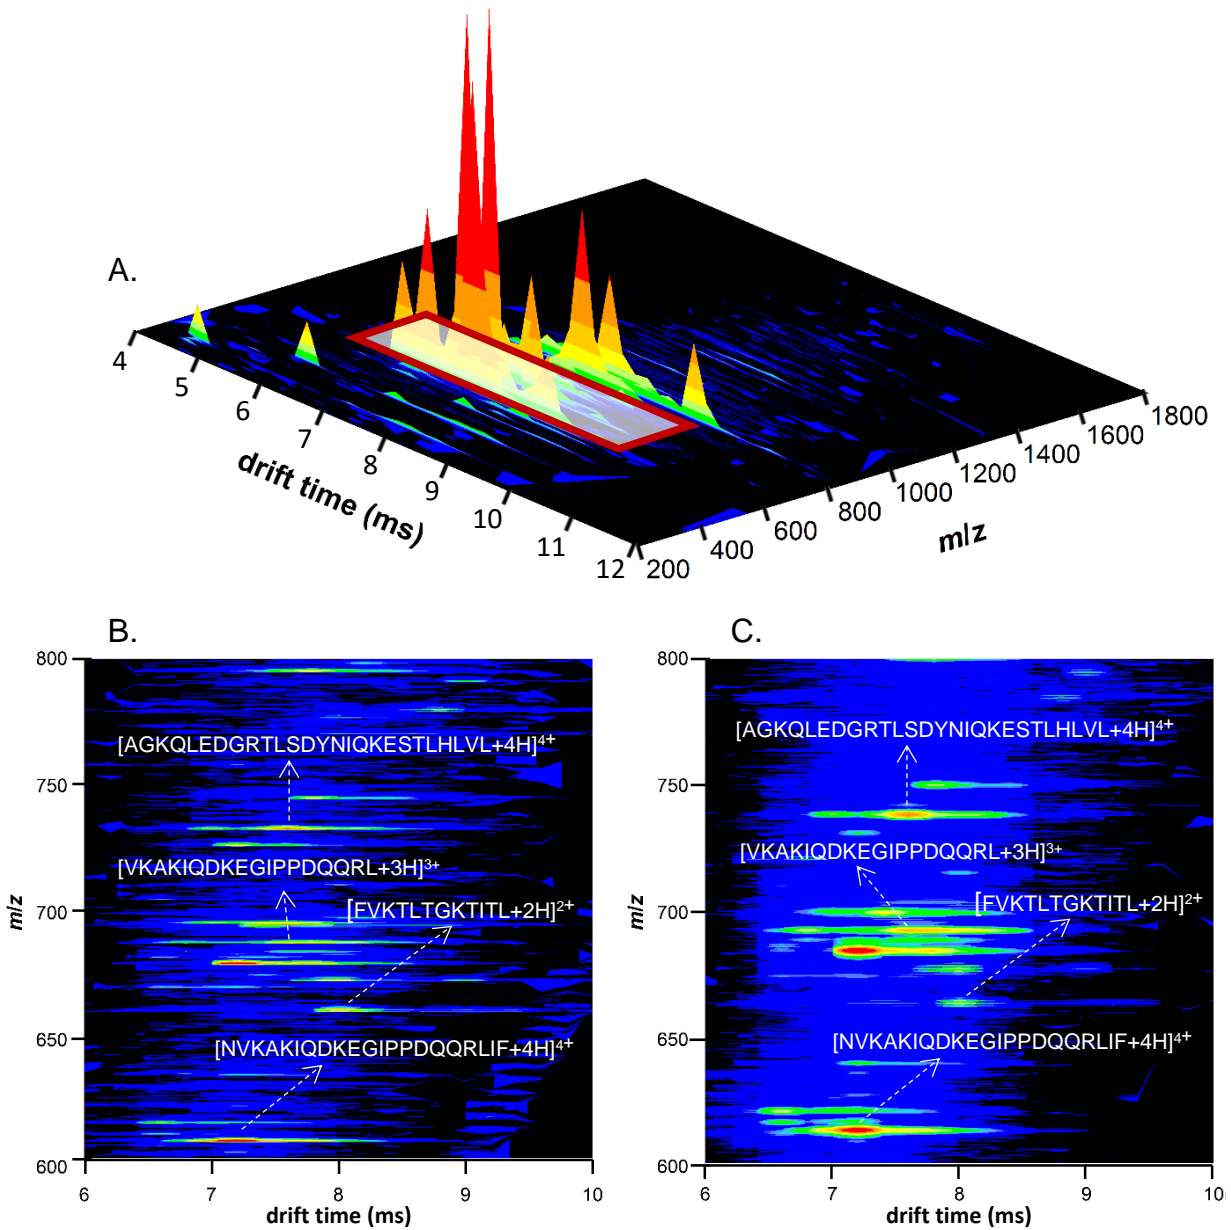 A.
4
5
6
7
8
9
10
11
12
drift time (ms)
200
400
600
800
1000
1200
1400
1600
1800
m/z
B.
800
750
700
650
600
m/z
[AGKQLEDGRTLSDYNIQKESTLHLVL+4H]⁴⁺
[VKAKIQDKEGIPPDQQRL+3H]³⁺
[FVKTLTGKTITL+2H]²⁺
[NVKAKIQDKEGIPPDQQRLIF+4H]⁴⁺
6 7 8 9 10
drift time (ms)
C.
800
750
700
650
600
m/z
[AGKQLEDGRTLSDYNIQKESTLHLVL+4H]⁴⁺
[VKAKIQDKEGIPPDQQRL+3H]³⁺
[FVKTLTGKTITL+2H]²⁺
[NVKAKIQDKEGIPPDQQRLIF+4H]⁴⁺
6 7 8 9 10
drift time (ms)